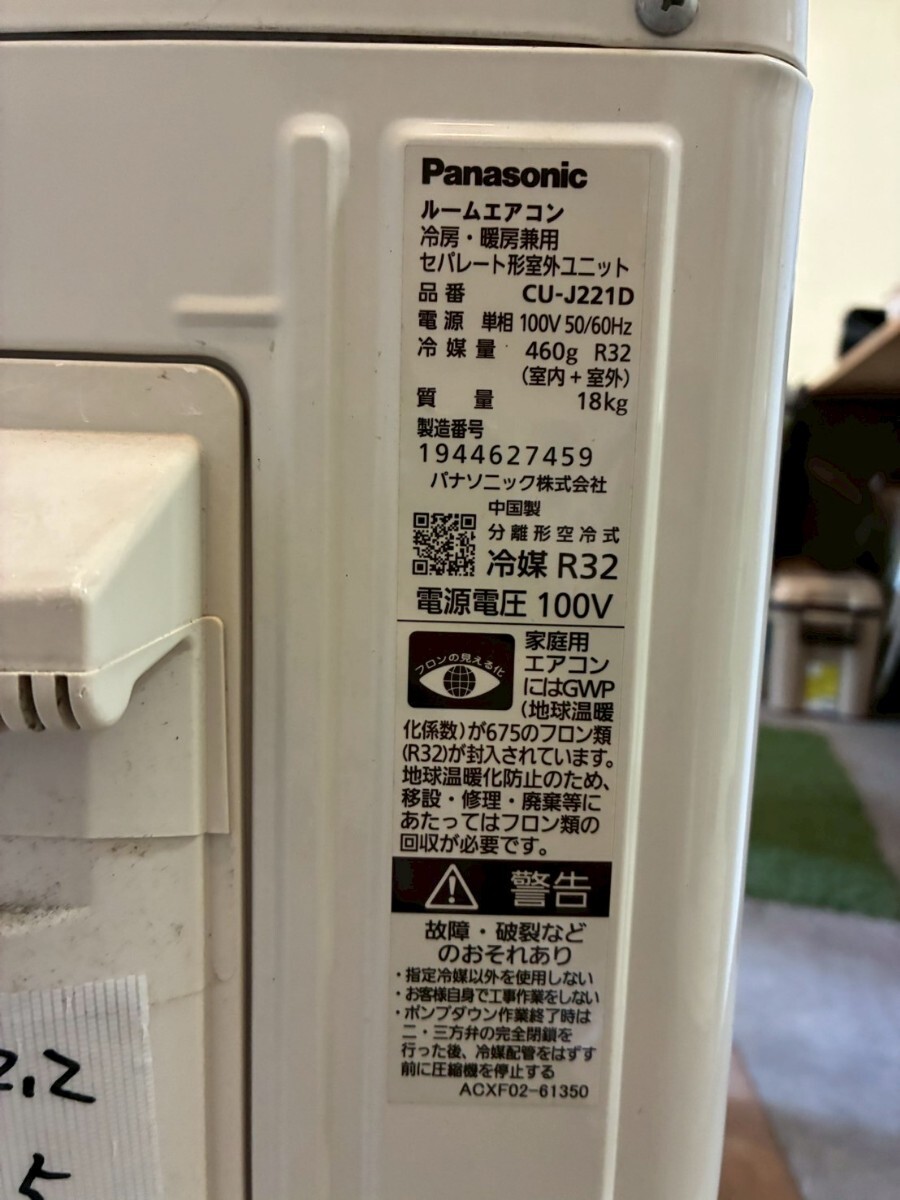 Panasonic
ルームエアコン
冷房・暖房兼用
セパレート形室外ユニット
品番 CU-J221D
電源 単相 100V 50/60Hz
冷媒量 460g R32
(室内+室外)
質量 18kg
製造番号
1944627459
パナソニック株式会社
中国製
分離形空冷式
冷媒 R32
電源電圧 100V
フロンの見える化
家庭用
エアコン
にはGWP
(地球温暖
化係数)が675のフロン類
(R32)が封入されています。
地球温暖化防止のため、
移設・修理・廃棄等に
あたってはフロン類の
回収が必要です。
警告
故障・破裂など
のおそれあり
・指定冷媒以外を使用しない
・お客様自身で工事作業をしない
・ポンプダウン作業終了時は
二・三方弁の完全閉鎖を
行った後、冷媒配管をはずす
前に圧縮機を停止する
ACXF02-61350
2.2
5